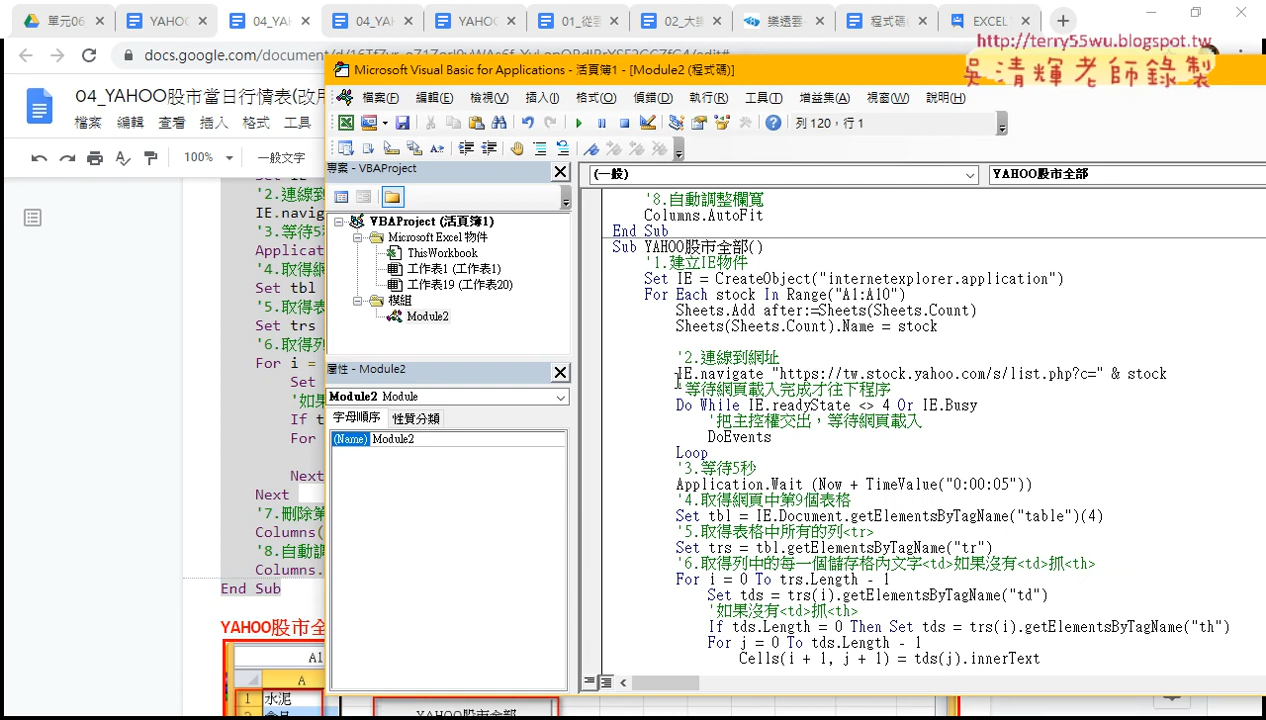 單元06
YAHOO
04_YA
04_YA
YAHOO
01_從雲
02_大
樂透雲
程式碼
EXCEL
http://terry55wu.blogspot.tw
吳清輝老師錄製
docs.google.com/document/d/
04_YAHOO股市當日行情表(改用
檔案 編輯 查看 插入 格式 工具
100% 一般文字
'2.連線到
IE.navig
'3.等待5
Applicat
'4.取得網
Set tbl
'5.取得表
Set trs
'6.取得列
For i =
Set
'如果
If t
For
Next
Next
'7.刪除第
Columns(
'8.自動調
Columns.
End Sub
YAHOO股市全
A1
A
1 水泥
2 食品
YAHOO股市全部
Microsoft Visual Basic for Applications - 活頁簿1 - [Module2 (程式碼)]
檔案(F) 編輯(E) 檢視(V) 插入(I) 格式(O) 偵錯(D) 執行(R) 工具(T) 增益集(A) 視窗(W) 說明(H)
列 120，行 1
專案 - VBAProject
VBAProject (活頁簿1)
Microsoft Excel 物件
ThisWorkbook
工作表1 (工作表1)
工作表19 (工作表20)
模組
Module2
屬性 - Module2
Module2 Module
字母順序 性質分類
(Name) Module2
(一般) YAHOO股市全部
'8.自動調整欄寬
Columns.AutoFit
End Sub
Sub YAHOO股市全部()
'1.建立IE物件
Set IE = CreateObject("internetexplorer.application")
For Each stock In Range("A1:A10")
Sheets.Add after:=Sheets(Sheets.Count)
Sheets(Sheets.Count).Name = stock
'2.連線到網址
IE.navigate "https://tw.stock.yahoo.com/s/list.php?c=" & stock
'等待網頁載入完成才往下程序
Do While IE.readyState <> 4 Or IE.Busy
'把主控權交出，等待網頁載入
DoEvents
Loop
'3.等待5秒
Application.Wait (Now + TimeValue("0:00:05"))
'4.取得網頁中第9個表格
Set tbl = IE.Document.getElementsByTagName("table")(4)
'5.取得表格中所有的列<tr>
Set trs = tbl.getElementsByTagName("tr")
'6.取得列中的每一個儲存格內文字<td>如果沒有<td>抓<th>
For i = 0 To trs.Length - 1
Set tds = trs(i).getElementsByTagName("td")
'如果沒有<td>抓<th>
If tds.Length = 0 Then Set tds = trs(i).getElementsByTagName("th")
For j = 0 To tds.Length - 1
Cells(i + 1, j + 1) = tds(j).innerText